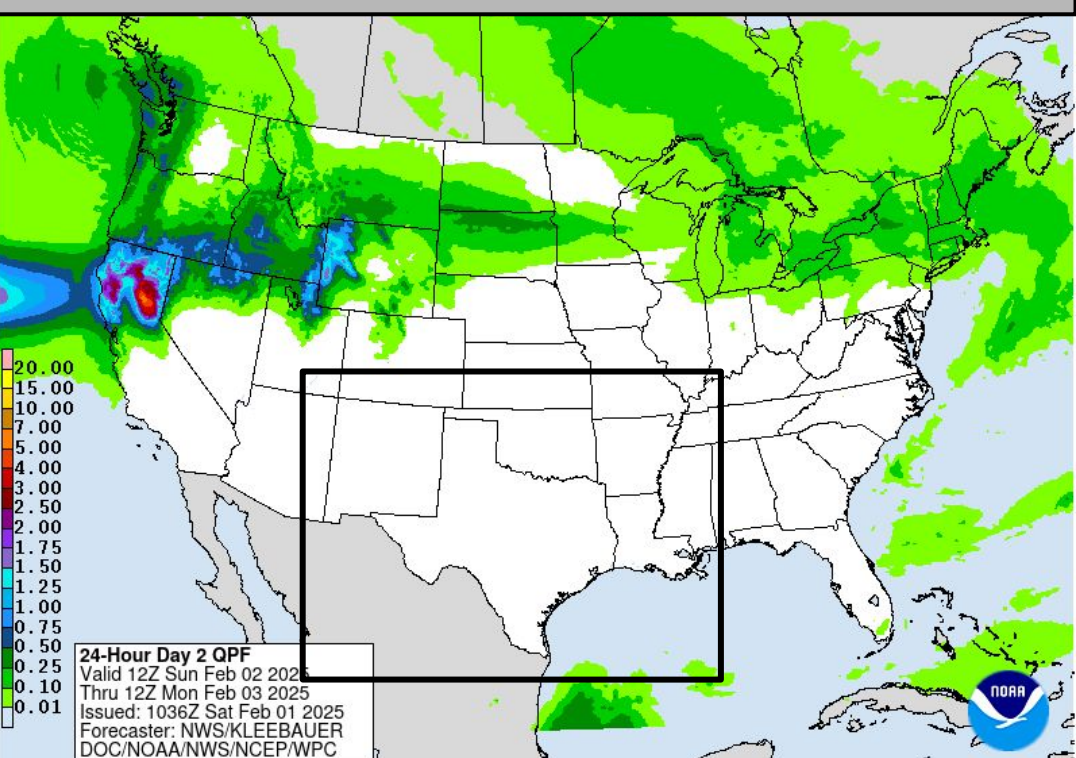 20.00
15.00
10.00
7.00
5.00
4.00
3.00
2.50
2.00
1.75
1.50
1.25
1.00
0.75
0.50
0.25
0.10
0.01
24-Hour Day 2 QPF
Valid 12Z Sun Feb 02 2025
Thru 12Z Mon Feb 03 2025
Issued: 1036Z Sat Feb 01 2025
Forecaster: NWS/KLEEBAUER
DOC/NOAA/NWS/NCEP/WPC
NOAA